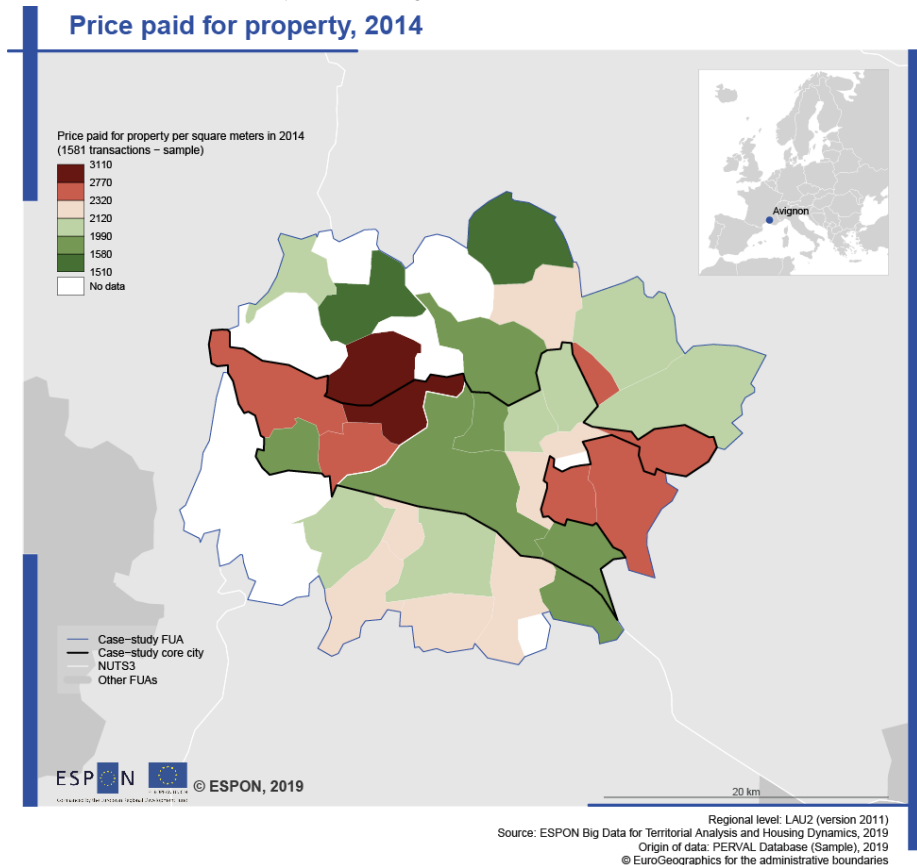 Price paid for property, 2014
Price paid for property per square meters in 2014
(1581 transactions − sample)
3110
2770
2320
2120
1990
1580
1510
No data
Avignon
Case−study FUA
Case−study core city
NUTS3
Other FUAs
ESPON
© ESPON, 2019
20 km
Regional level: LAU2 (version 2011)
Source: ESPON Big Data for Territorial Analysis and Housing Dynamics, 2019
Origin of data: PERVAL Database (Sample), 2019
© EuroGeographics for the administrative boundaries